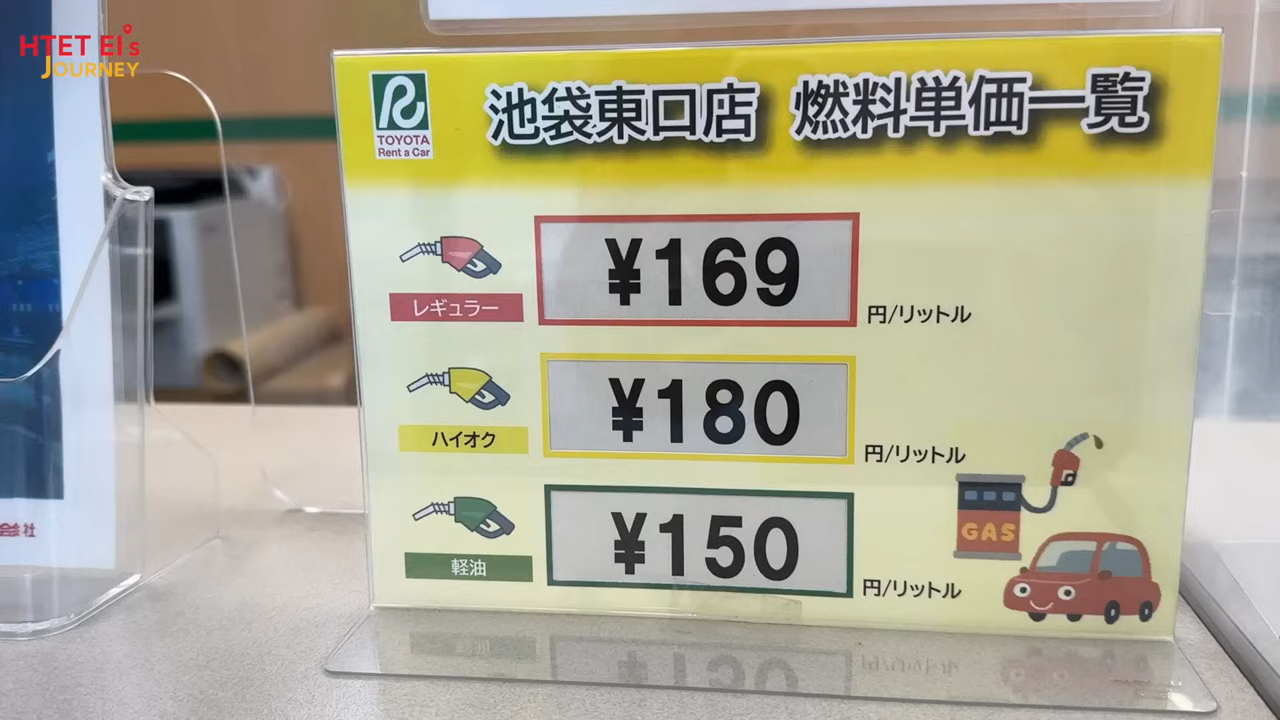 HTET EI's
JOURNEY
TOYOTA
Rent a Car
池袋東口店 燃料単価一覧
レギュラー
¥169
円/リットル
ハイオク
¥180
円/リットル
軽油
¥150
円/リットル
GAS
会社